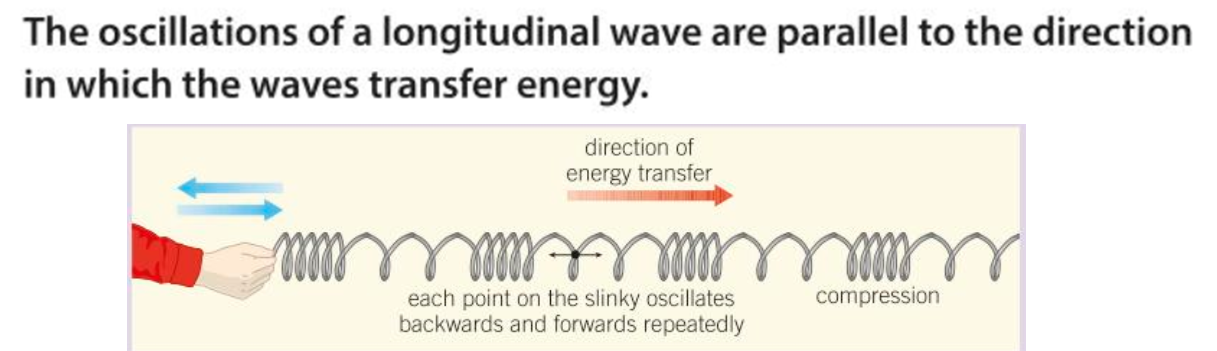 The oscillations of a longitudinal wave are parallel to the direction
in which the waves transfer energy.
direction of
energy transfer
each point on the slinky oscillates
backwards and forwards repeatedly
compression